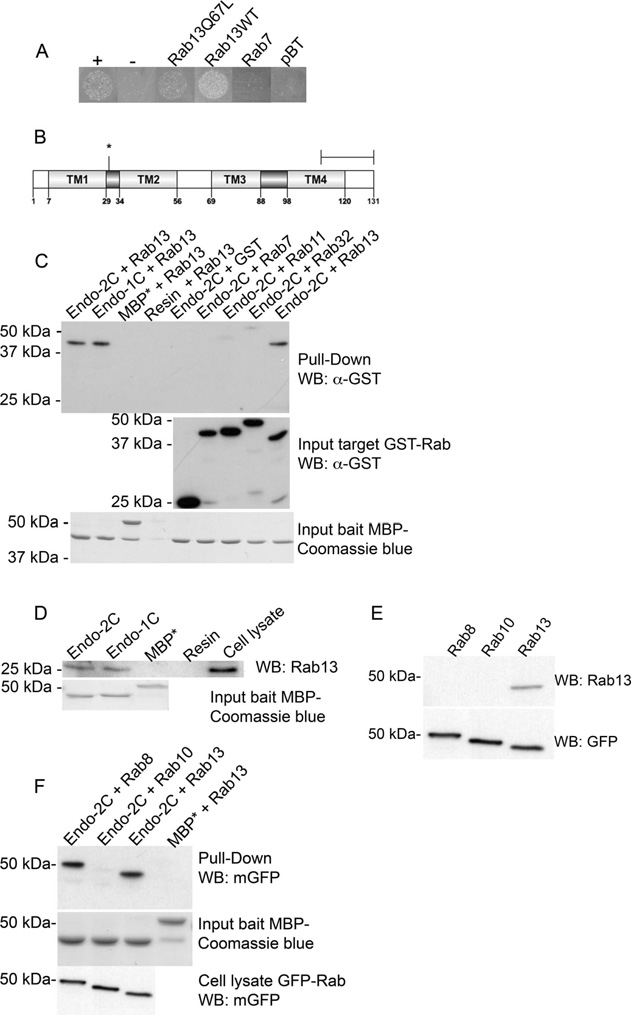 A
+ - Rab13Q67L Rab13WT Rab7 pBT
B
*
TM1 TM2 TM3 TM4
1 7 29 34 56 69 88 98 120 131
C
Endo-2C + Rab13
Endo-1C + Rab13
MBP* + Rab13
Resin + Rab13
Endo-2C + GST
Endo-2C + Rab7
Endo-2C + Rab11
Endo-2C + Rab32
Endo-2C + Rab13
50 kDa -
37 kDa-
25 kDa-
Pull-Down
WB: α-GST
50 kDa -
37 kDa-
25 kDa-
Input target GST-Rab
WB: α-GST
50 kDa -
37 kDa -
Input bait MBP-
Coomassie blue
D
Endo-2C
Endo-1C
MBP*
Resin
Cell lysate
25 kDa-
WB: Rab13
50 kDa-
Input bait MBP-
Coomassie blue
E
Rab8
Rab10
Rab13
50 kDa-
WB: Rab13
50 kDa-
WB: GFP
F
Endo-2C + Rab8
Endo-2C + Rab10
Endo-2C + Rab13
MBP* + Rab13
50 kDa-
Pull-Down
WB: mGFP
50 kDa-
Input bait MBP-
Coomassie blue
50 kDa-
Cell lysate GFP-Rab
WB: mGFP